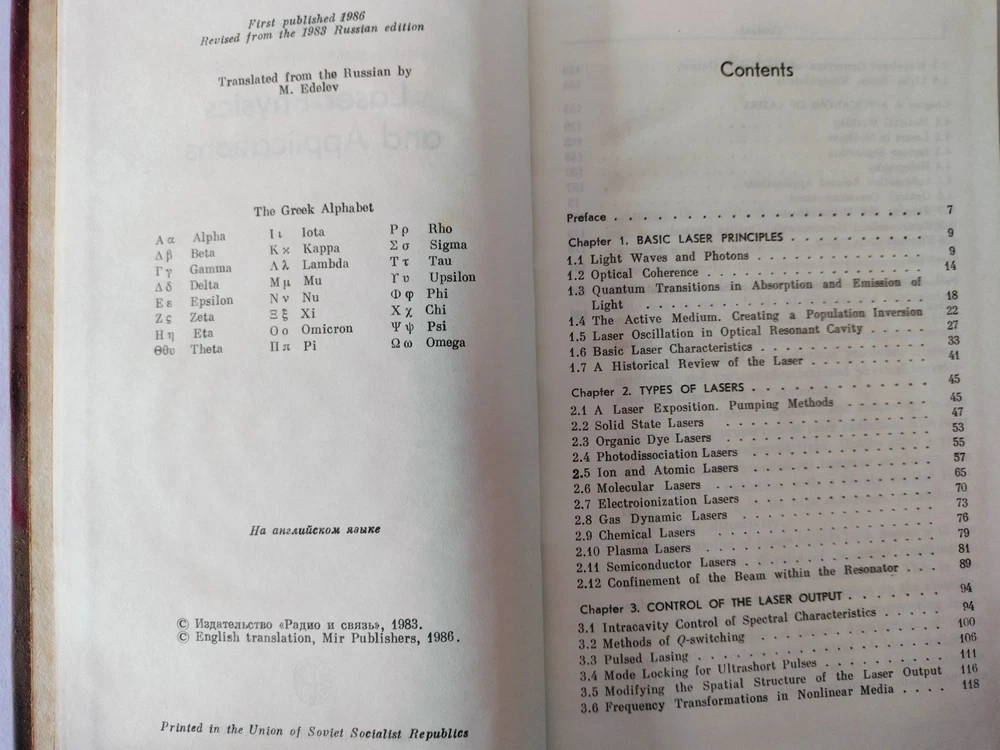 First published 1986
Revised from the 1983 Russian edition
Translated from the Russian by
M. Edelev
The Greek Alphabet
Α α Alpha Ι ι Iota Ρ ρ Rho
Δ β Beta Κ ϰ Kappa Σ σ Sigma
Γ γ Gamma Λ λ Lambda Τ τ Tau
Δ δ Delta Μ μ Mu ϒ υ Upsilon
Ε ε Epsilon Ν ν Nu Φ φ Phi
Ζ ς Zeta Ξ ξ Xi Χ χ Chi
Η η Eta Ο ο Omicron Ψ ψ Psi
Θθυ Theta Π π Pi Ω ω Omega
На английском языке
© Издательство «Радио и связь», 1983.
© English translation, Mir Publishers, 1986.
Printed in the Union of Soviet Socialist Republics
Contents
Preface . . . . . . . . . . . . . . . . . . . . . 7
Chapter 1. BASIC LASER PRINCIPLES . . . . . . . . . . 9
1.1 Light Waves and Photons . . . . . . . . . . . . . 9
1.2 Optical Coherence . . . . . . . . . . . . . . . . 14
1.3 Quantum Transitions in Absorption and Emission of
Light . . . . . . . . . . . . . . . . . . . . 18
1.4 The Active Medium. Creating a Population Inversion 22
1.5 Laser Oscillation in Optical Resonant Cavity . . . . . 27
1.6 Basic Laser Characteristics . . . . . . . . . . . . 33
1.7 A Historical Review of the Laser . . . . . . . . . . 41
Chapter 2. TYPES OF LASERS . . . . . . . . . . . . . 45
2.1 A Laser Exposition. Pumping Methods . . . . . . . 45
2.2 Solid State Lasers . . . . . . . . . . . . . . . 47
2.3 Organic Dye Lasers . . . . . . . . . . . . . . . 53
2.4 Photodissociation Lasers . . . . . . . . . . . . . 55
2.5 Ion and Atomic Lasers . . . . . . . . . . . . . . 57
2.6 Molecular Lasers . . . . . . . . . . . . . . . . 65
2.7 Electroionization Lasers . . . . . . . . . . . . . 70
2.8 Gas Dynamic Lasers . . . . . . . . . . . . . . . 73
2.9 Chemical Lasers . . . . . . . . . . . . . . . . 76
2.10 Plasma Lasers . . . . . . . . . . . . . . . . . 79
2.11 Semiconductor Lasers . . . . . . . . . . . . . . 81
2.12 Confinement of the Beam within the Resonator . . . 89
Chapter 3. CONTROL OF THE LASER OUTPUT . . . . . . . 94
3.1 Intracavity Control of Spectral Characteristics . . . . . 94
3.2 Methods of Q-switching . . . . . . . . . . . . . 100
3.3 Pulsed Lasing . . . . . . . . . . . . . . . . . 106
3.4 Mode Locking for Ultrashort Pulses . . . . . . . . . 111
3.5 Modifying the Spatial Structure of the Laser Output 116
3.6 Frequency Transformations in Nonlinear Media . . . . 118